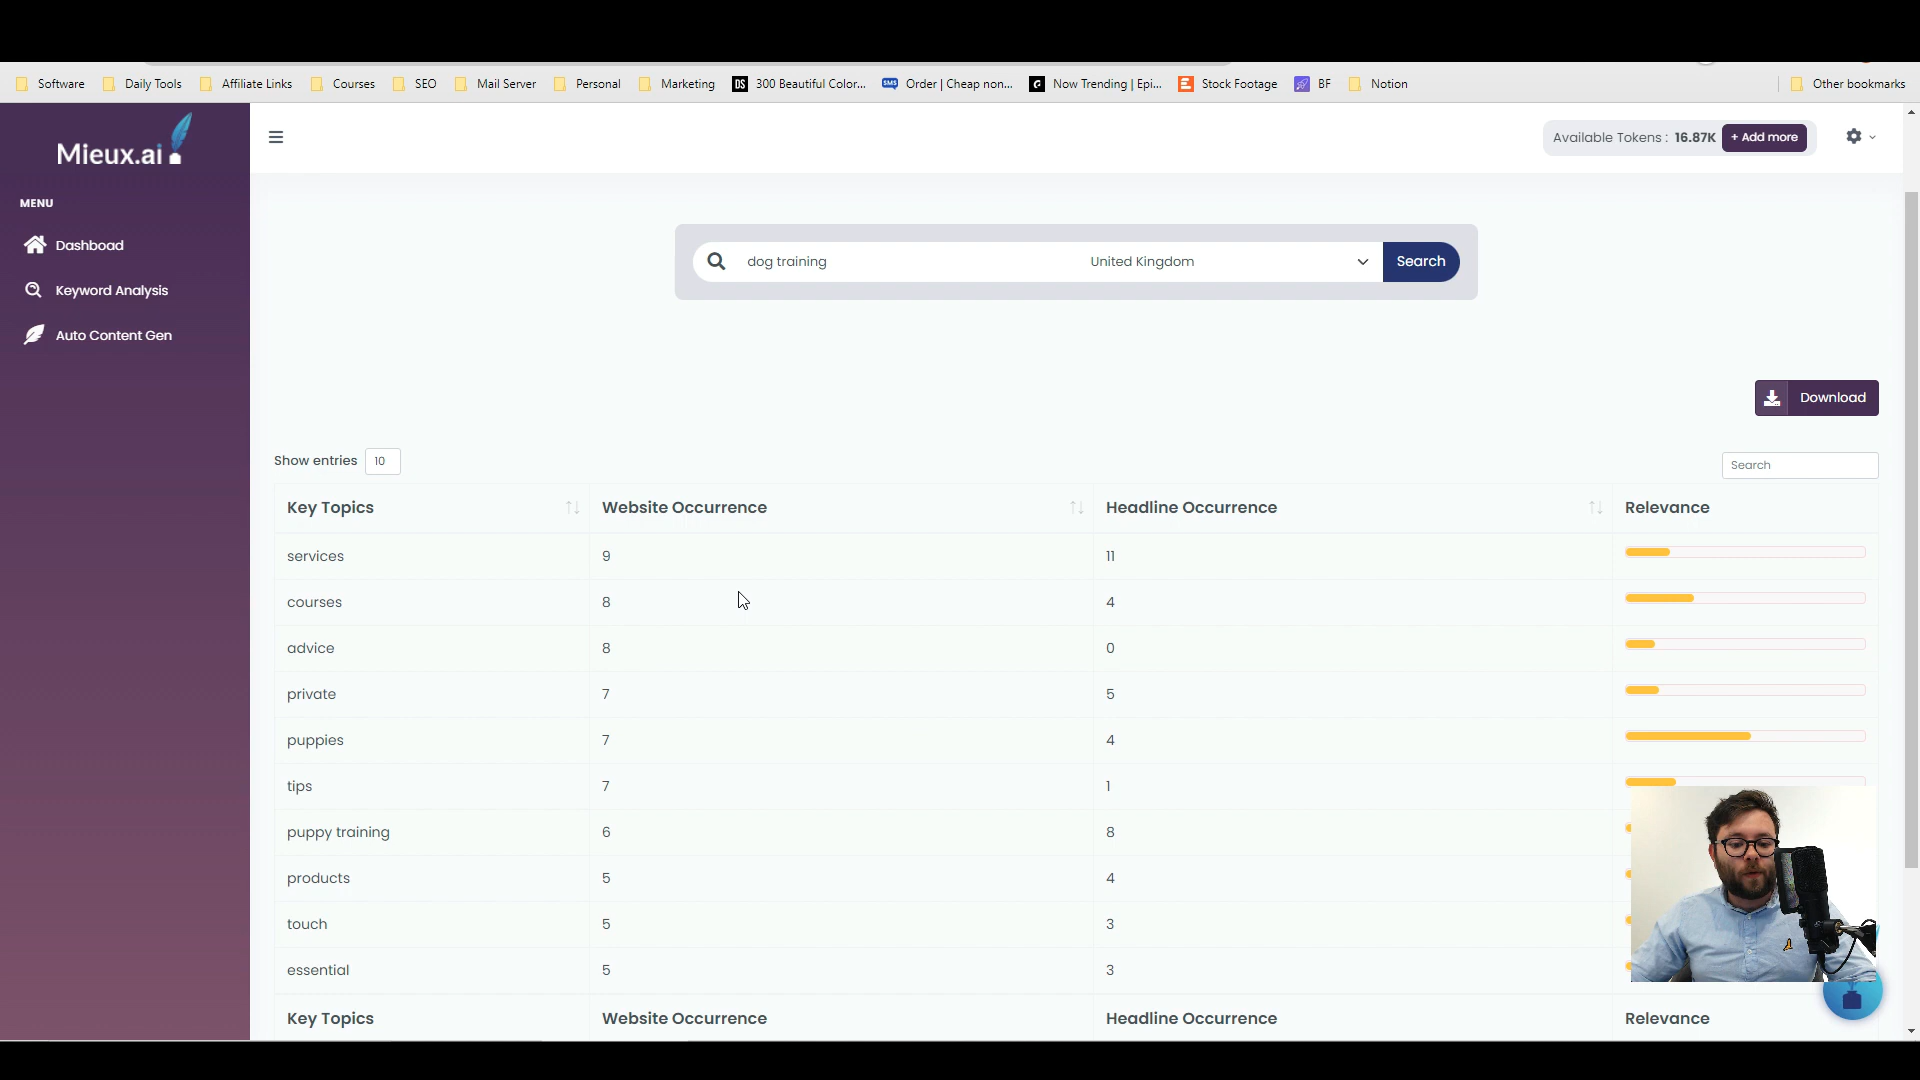 Software Daily Tools Affiliate Links Courses SEO Mail Server Personal Marketing DS 300 Beautiful Color... SMS Order | Cheap non... Now Trending | Epi... Stock Footage BF Notion Other bookmarks
Mieux.ai
Available Tokens : 16.87K + Add more
MENU
Dashboad
Keyword Analysis
Auto Content Gen
dog training United Kingdom Search
Download
Show entries 10 Search
Key Topics Website Occurrence Headline Occurrence Relevance
services 9 11
courses 8 4
advice 8 0
private 7 5
puppies 7 4
tips 7 1
puppy training 6 8
products 5 4
touch 5 3
essential 5 3
Key Topics Website Occurrence Headline Occurrence Relevance